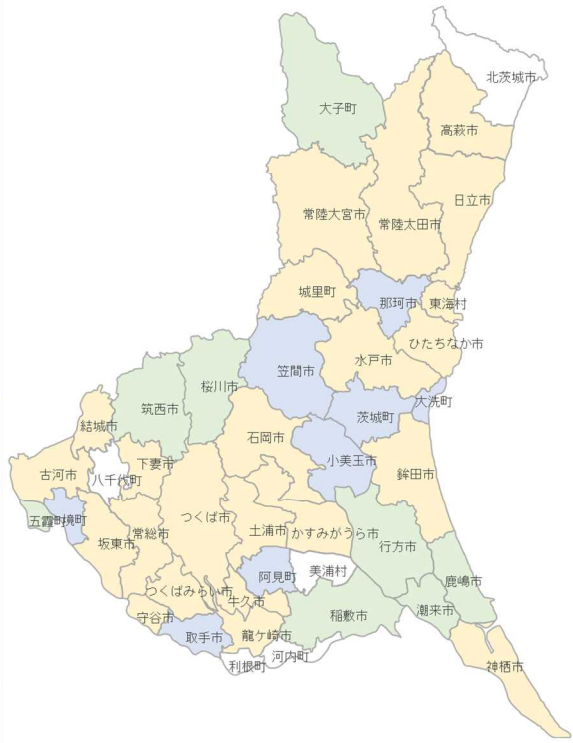 北茨城市
大子町
高萩市
日立市
常陸大宮市
常陸太田市
城里町
那珂市
東海村
ひたちなか市
水戸市
笠間市
桜川市
大洗町
筑西市
茨城町
結城市
石岡市
小美玉市
下妻市
古河市
八千代町
鉾田市
つくば市
五霞町
境町
土浦市
かすみがうら市
常総市
坂東市
行方市
美浦村
阿見町
鹿嶋市
つくばみらい市
牛久市
潮来市
稲敷市
守谷市
取手市
龍ケ崎市
河内町
利根町
神栖市